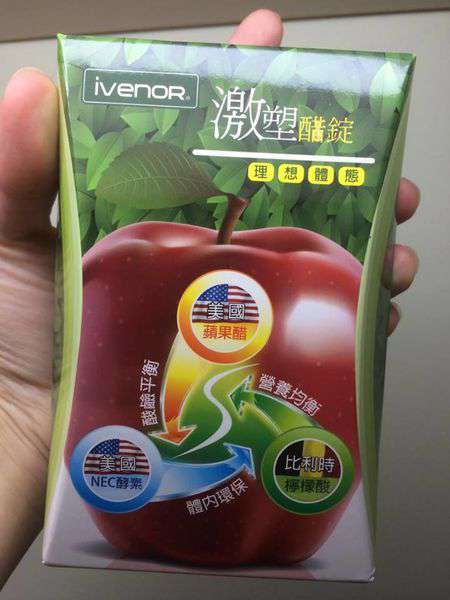 iVENOR®
激塑醋錠
理想體態
美國
蘋果醋
酸鹼平衡
營養均衡
美國
NEC酵素
比利時
檸檬酸
體內環保